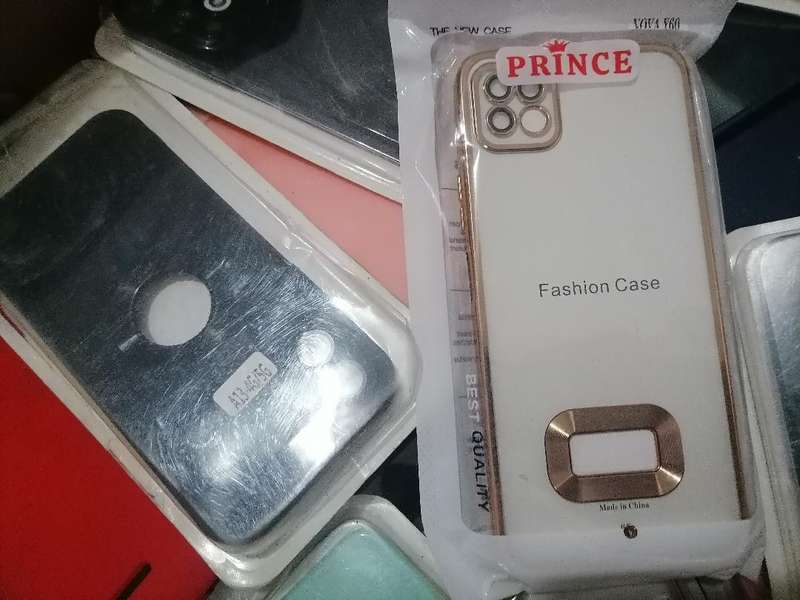 THE NEW CASE
PRINCE
Fashion Case
BEST QUALITY
Made in China
A13 4G/5G